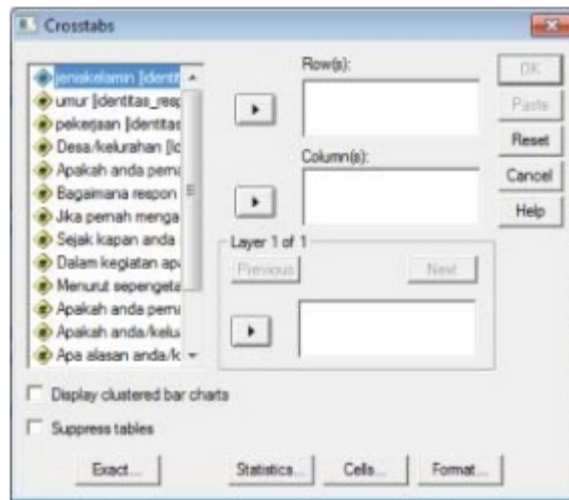 Crosstabs
jeniskelamin [identit
umur [identitas_resp
pekerjaan [identitas
Desa/kelurahan [Id
Apakah anda perna
Bagaimana respon
Jika pernah menga
Sejak kapan anda
Dalam kegiatan apa
Menurut sepengeta
Apakah anda perna
Apakah anda/kelua
Apa alasan anda/k
Row(s):
Column(s):
Layer 1 of 1
Previous
Next
OK
Paste
Reset
Cancel
Help
Display clustered bar charts
Suppress tables
Exact...
Statistics...
Cells...
Format...